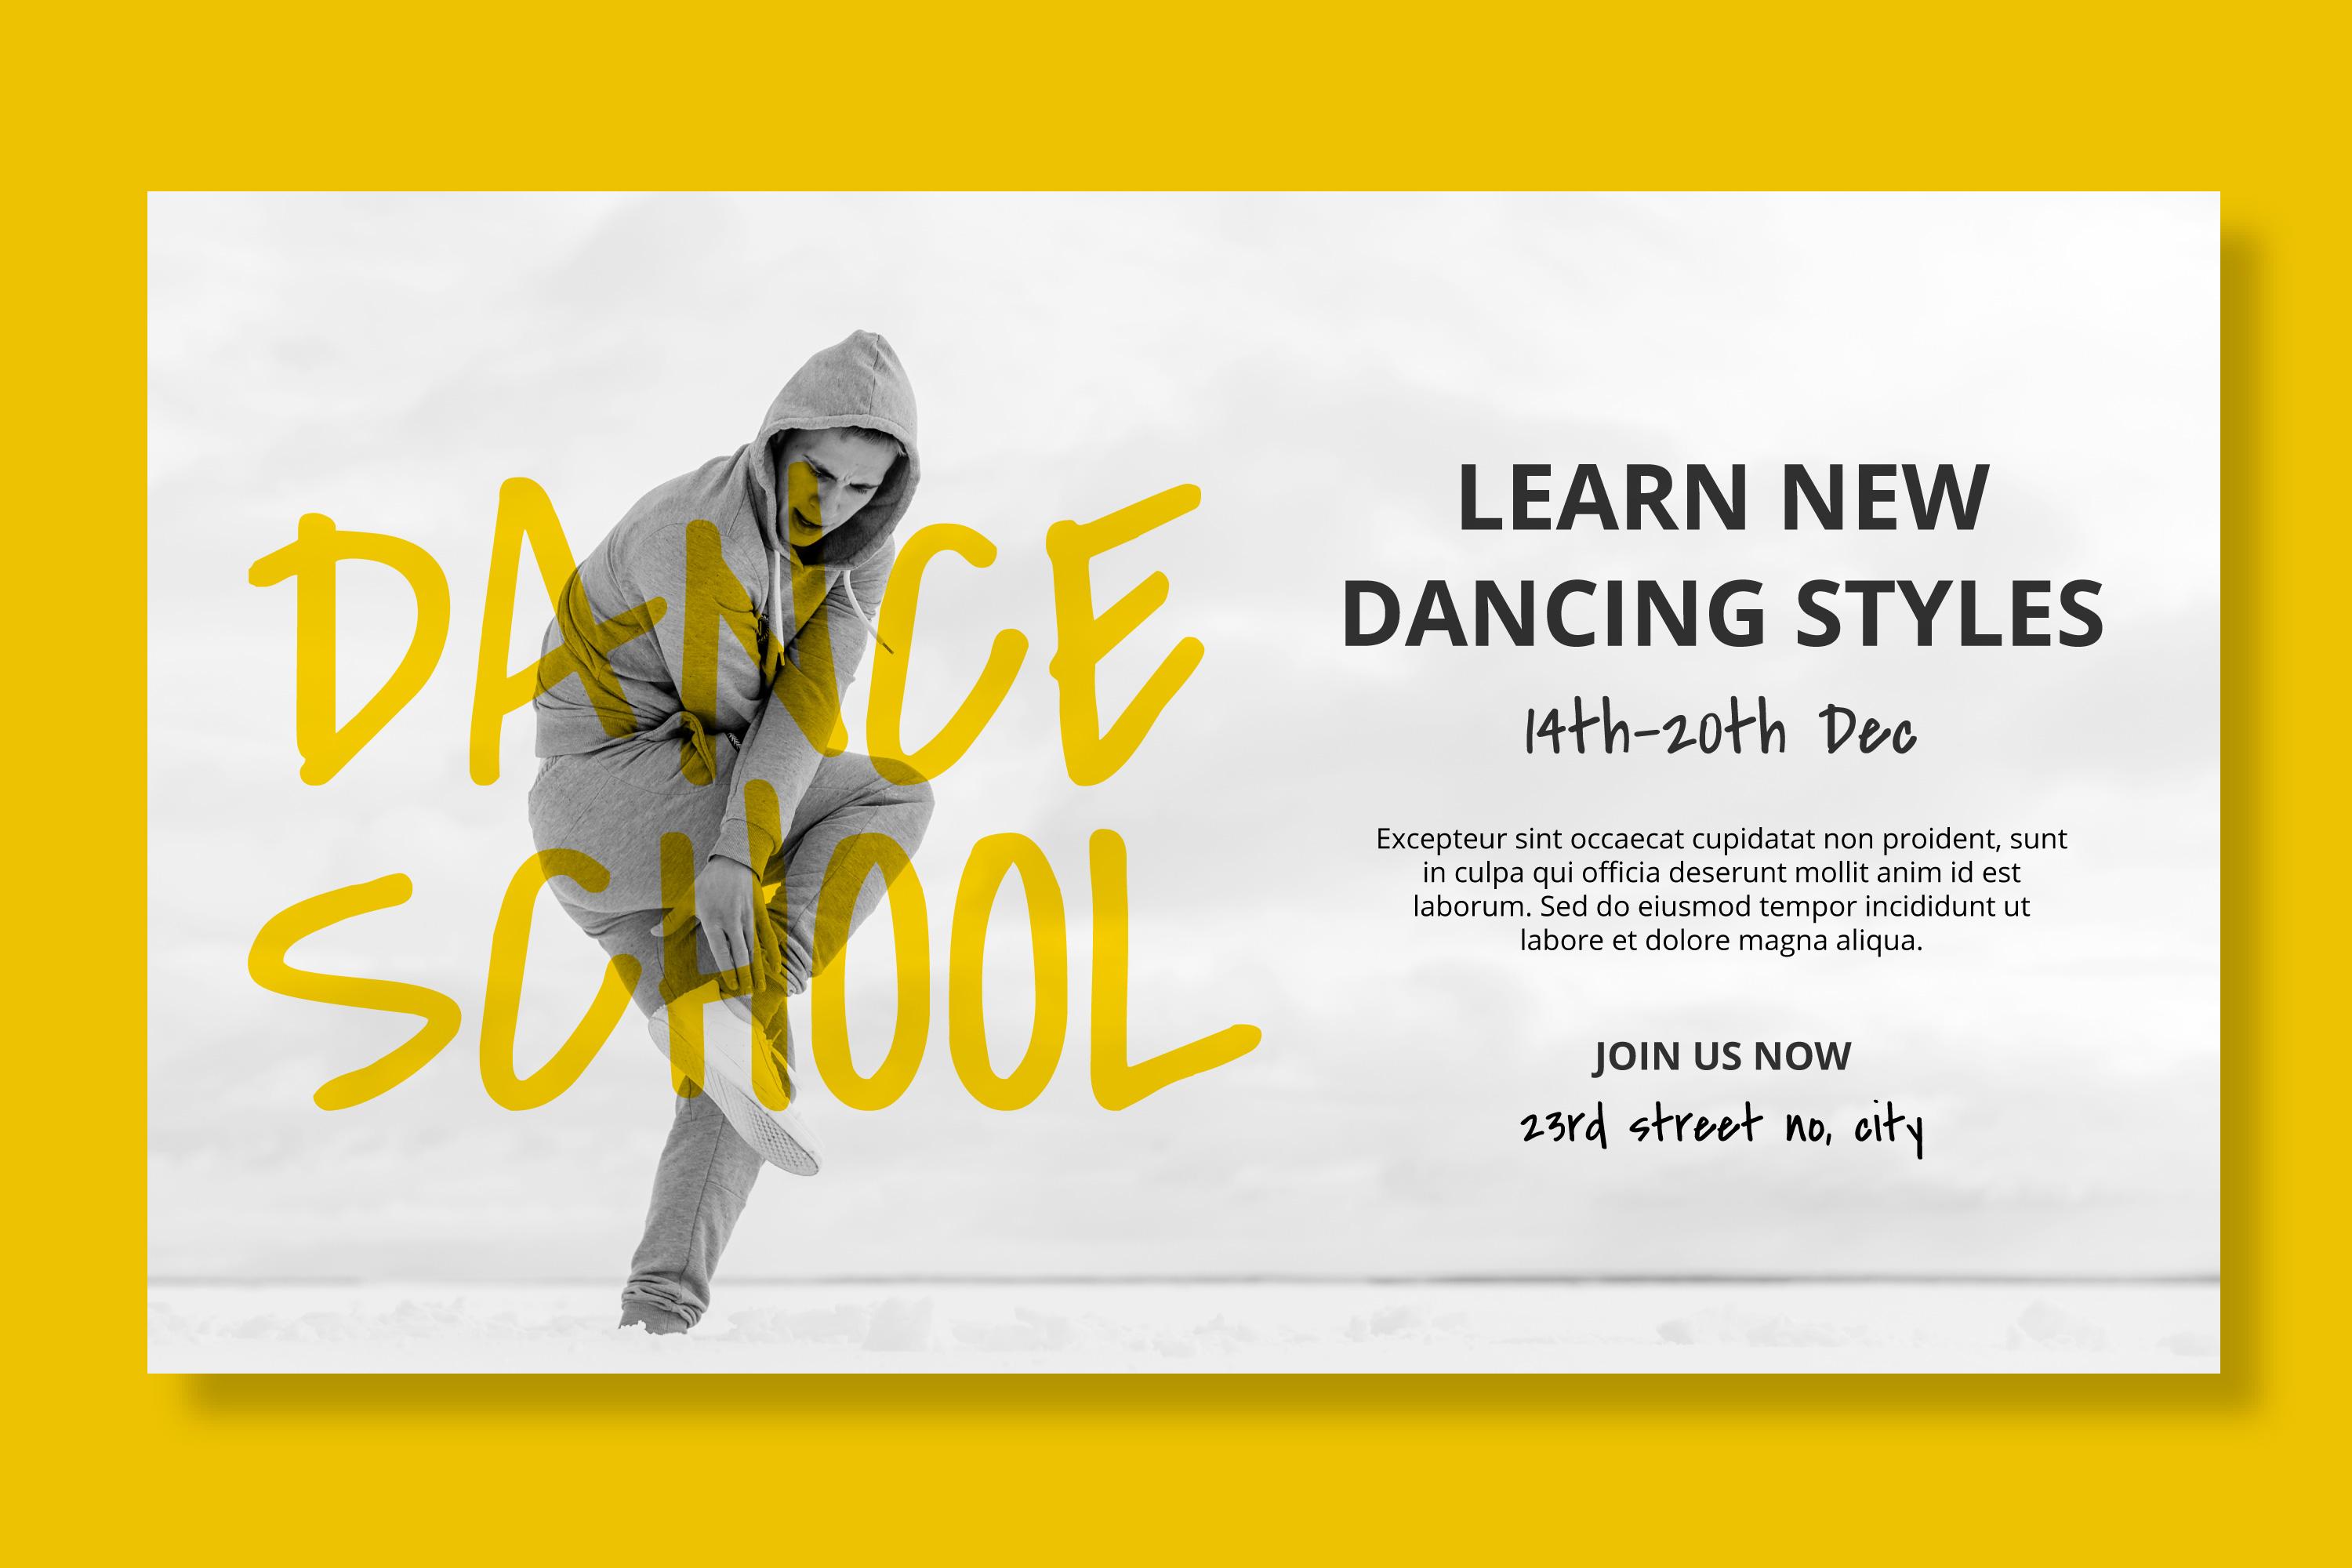 DANCE
SCHOOL
LEARN NEW
DANCING STYLES
14th-20th Dec
Excepteur sint occaecat cupidatat non proident, sunt
in culpa qui officia deserunt mollit anim id est
laborum. Sed do eiusmod tempor incididunt ut
labore et dolore magna aliqua.
JOIN US NOW
23rd street no, city